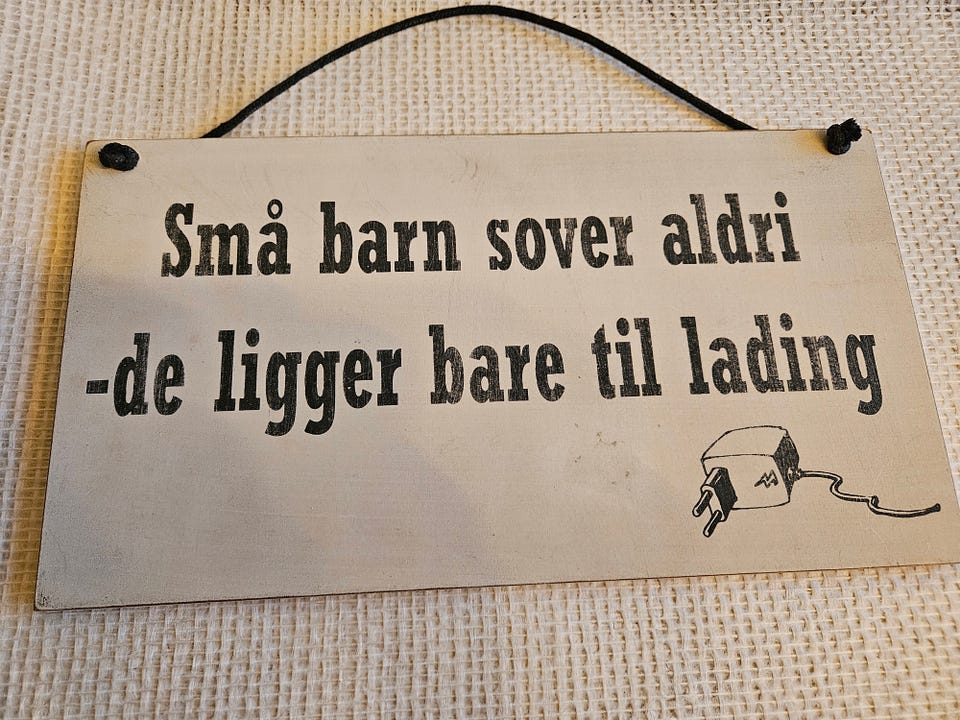 Små barn sover aldri
-de ligger bare til lading